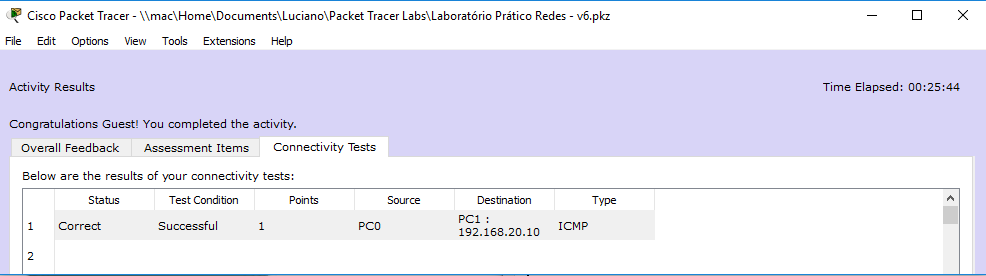 Cisco Packet Tracer - \\mac\Home\Documents\Luciano\Packet Tracer Labs\Laboratório Prático Redes - v6.pkz
File Edit Options View Tools Extensions Help
Activity Results Time Elapsed: 00:25:44
Congratulations Guest! You completed the activity.
Overall Feedback Assessment Items Connectivity Tests
Below are the results of your connectivity tests:
Status Test Condition Points Source Destination Type
1 Correct Successful 1 PC0 PC1 : 192.168.20.10 ICMP
2